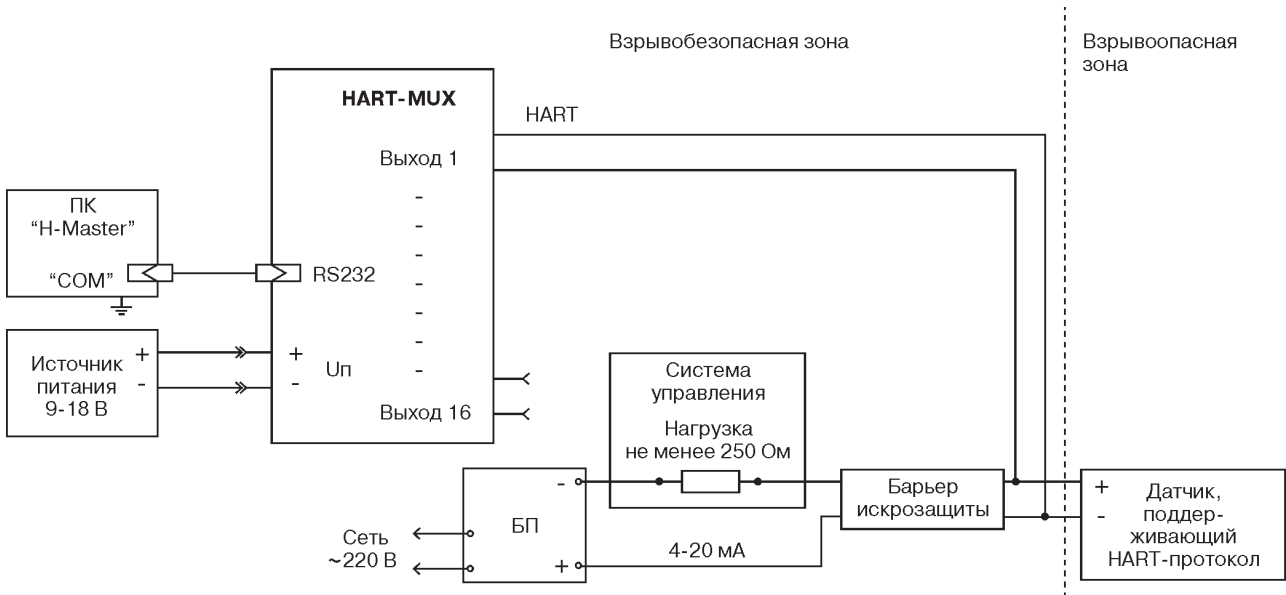 Взрывобезопасная зона
Взрывоопасная
зона
HART-MUX
HART
Выход 1
-
-
-
-
-
-
-
Выход 16
ПК
“H-Master”
“COM”
RS232
Источник
питания
9-18 В
+
-
+
-
Uп
Система
управления
Нагрузка
не менее 250 Ом
Сеть
~220 В
БП
-
+
4-20 мА
Барьер
искрозащиты
+
-
Датчик,
поддер-
живающий
HART-протокол